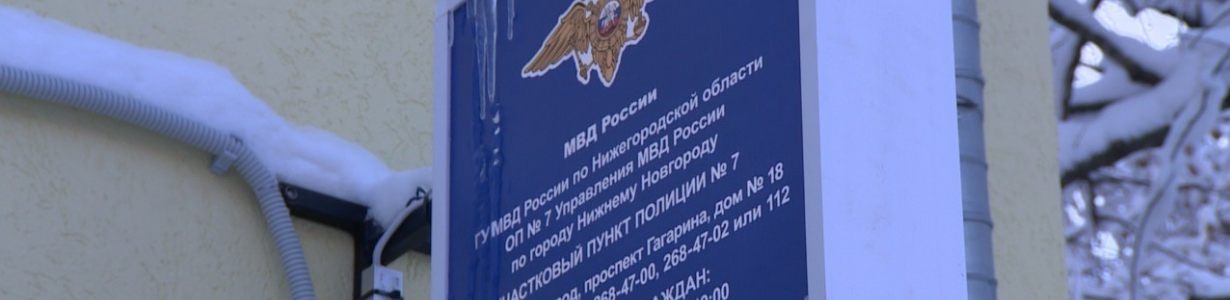 МВД России
ГУ МВД России по Нижегородской области
ОП № 7 Управления МВД России
по городу Нижнему Новгороду
УЧАСТКОВЫЙ ПУНКТ ПОЛИЦИИ № 7
проспект Гагарина, дом № 18
268-47-00, 268-47-02 или 112